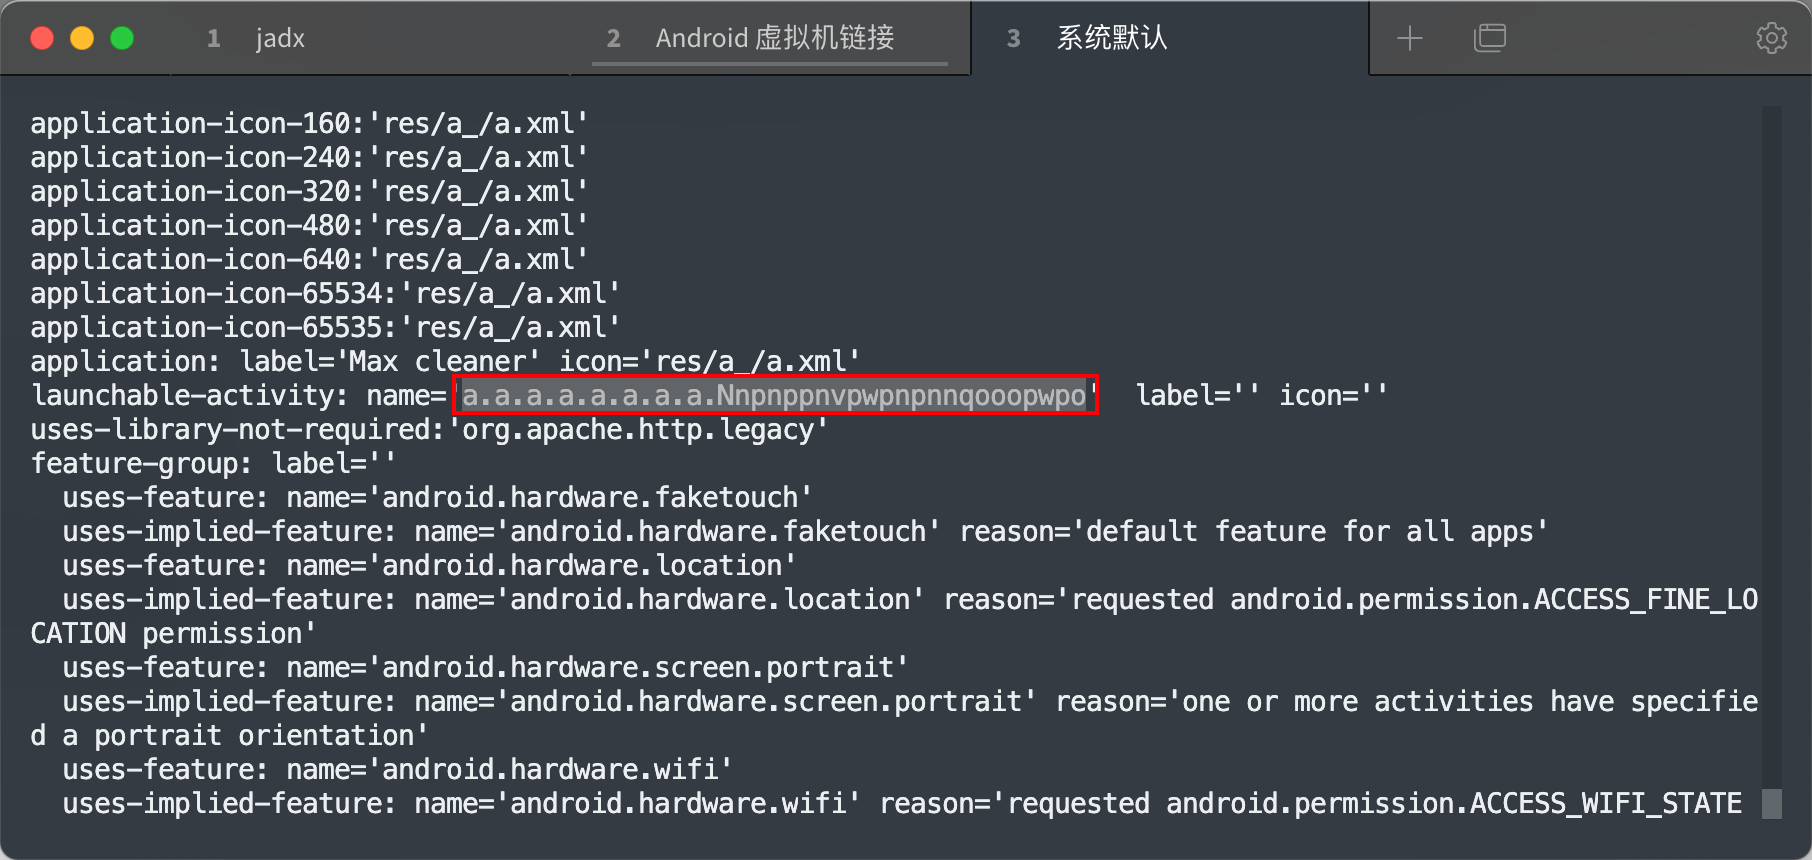 1 jadx 2 Android 虚拟机链接 3 系统默认
application-icon-160:'res/a_/a.xml'
application-icon-240:'res/a_/a.xml'
application-icon-320:'res/a_/a.xml'
application-icon-480:'res/a_/a.xml'
application-icon-640:'res/a_/a.xml'
application-icon-65534:'res/a_/a.xml'
application-icon-65535:'res/a_/a.xml'
application: label='Max cleaner' icon='res/a_/a.xml'
launchable-activity: name='a.a.a.a.a.a.a.a.Nnpnppnvpwpnpnnqooopwpo'  label='' icon=''
uses-library-not-required:'org.apache.http.legacy'
feature-group: label=''
  uses-feature: name='android.hardware.faketouch'
  uses-implied-feature: name='android.hardware.faketouch' reason='default feature for all apps'
  uses-feature: name='android.hardware.location'
  uses-implied-feature: name='android.hardware.location' reason='requested android.permission.ACCESS_FINE_LO
CATION permission'
  uses-feature: name='android.hardware.screen.portrait'
  uses-implied-feature: name='android.hardware.screen.portrait' reason='one or more activities have specifie
d a portrait orientation'
  uses-feature: name='android.hardware.wifi'
  uses-implied-feature: name='android.hardware.wifi' reason='requested android.permission.ACCESS_WIFI_STATE